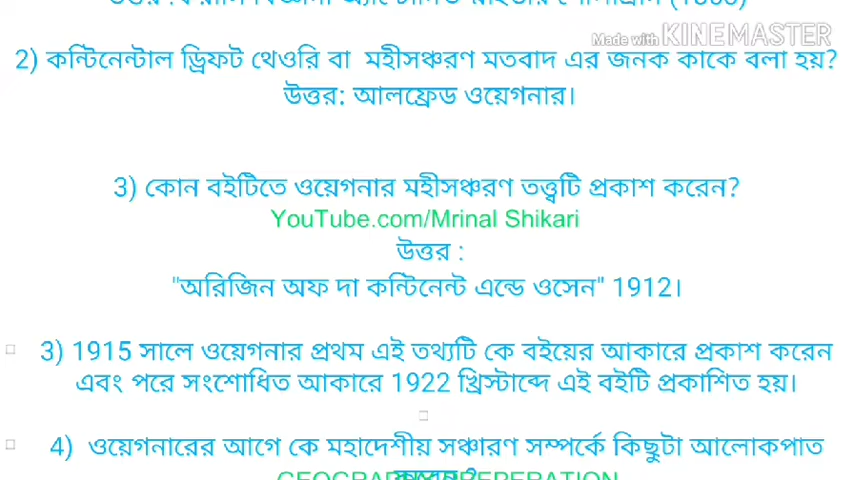 Made with KINEMASTER
2) কন্টিনেন্টাল ড্রিফট থেওরি বা মহীসঞ্চরণ মতবাদ এর জনক কাকে বলা হয়?
উত্তর: আলফ্রেড ওয়েগনার।
3) কোন বইটিতে ওয়েগনার মহীসঞ্চরণ তত্ত্বটি প্রকাশ করেন?
YouTube.com/Mrinal Shikari
উত্তর :
"অরিজিন অফ দা কন্টিনেন্ট এন্ডে ওসেন" 1912।
3) 1915 সালে ওয়েগনার প্রথম এই তথ্যটি কে বইয়ের আকারে প্রকাশ করেন
এবং পরে সংশোধিত আকারে 1922 খ্রিস্টাব্দে এই বইটি প্রকাশিত হয়।
4) ওয়েগনারের আগে কে মহাদেশীয় সঞ্চারণ সম্পর্কে কিছুটা আলোকপাত